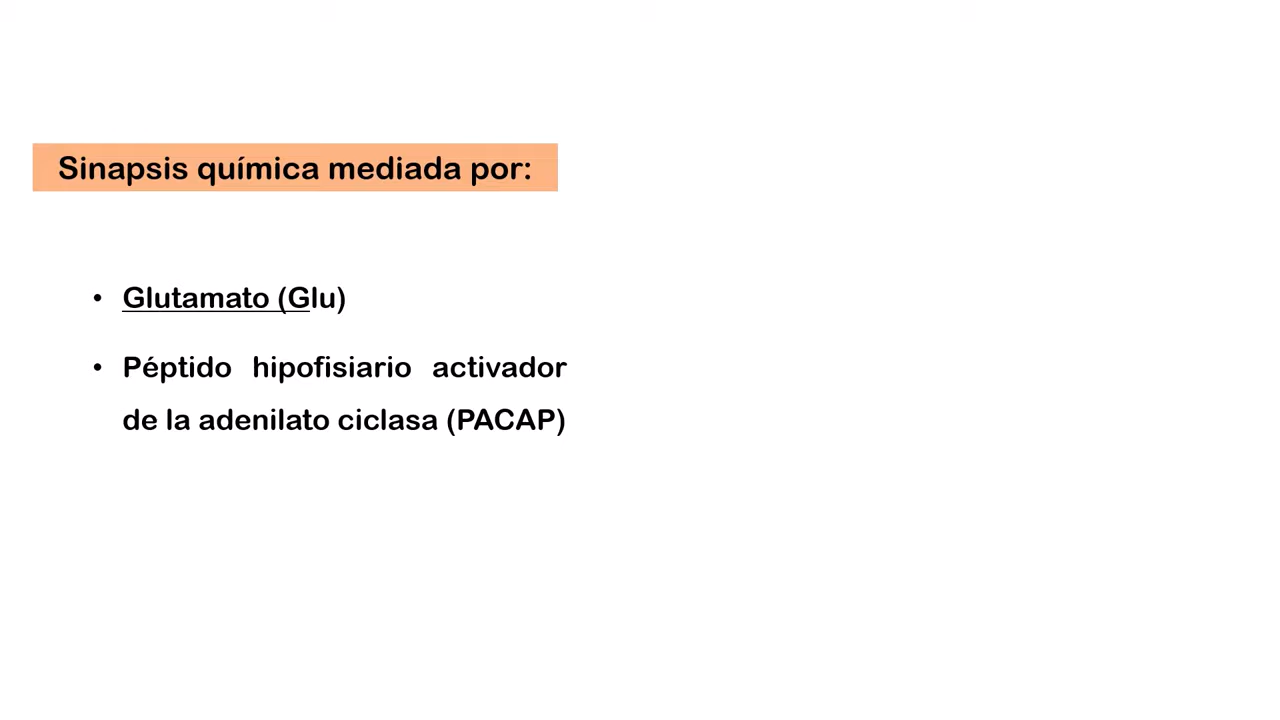 Sinapsis química mediada por:
• Glutamato (Glu)
• Péptido hipofisiario activador
de la adenilato ciclasa (PACAP)